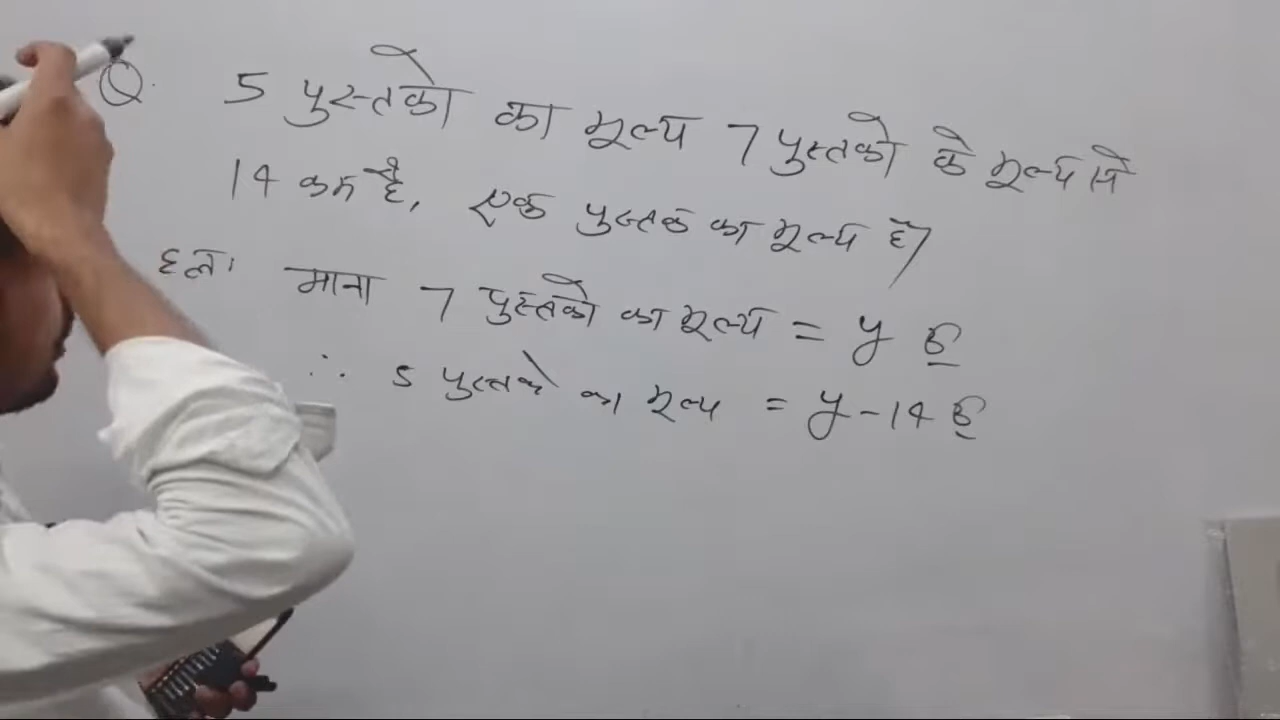 Q. 5 पुस्तको का मूल्य 7 पुस्तको के मूल्य से
14 कम है, एक पुस्तक का मूल्य है?
हल: माना 7 पुस्तको का मूल्य = y रु
∴ 5 पुस्तके का मूल्य = y - 14 रु